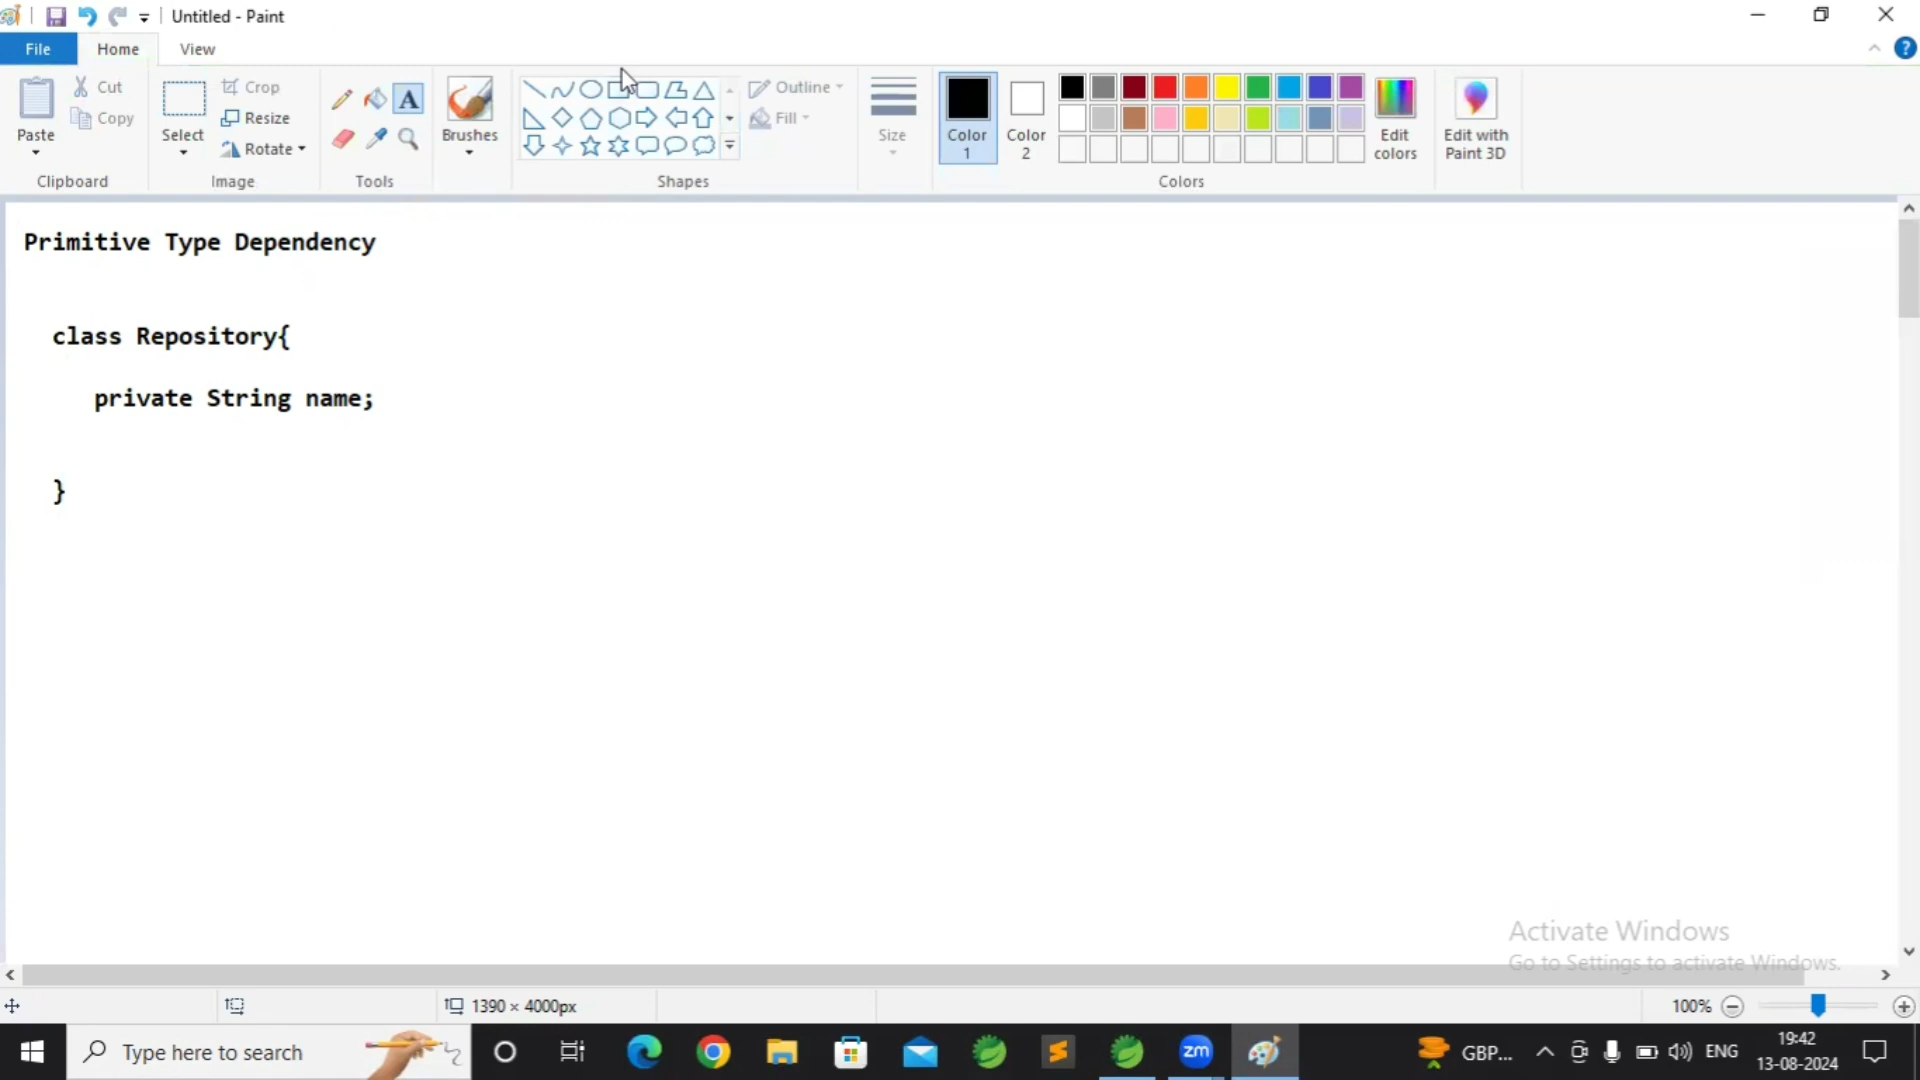 Untitled - Paint
File
Home
View
Paste
Cut
Copy
Clipboard
Select
Crop
Resize
Rotate
Image
A
Tools
Brushes
Shapes
Outline
Fill
Size
Color 1
Color 2
Edit colors
Colors
Edit with Paint 3D
Primitive Type Dependency
class Repository{
private String name;
}
Activate Windows
Go to Settings to activate Windows.
1390 × 4000px
100%
Type here to search
zm
GBP...
ENG
19:42
13-08-2024